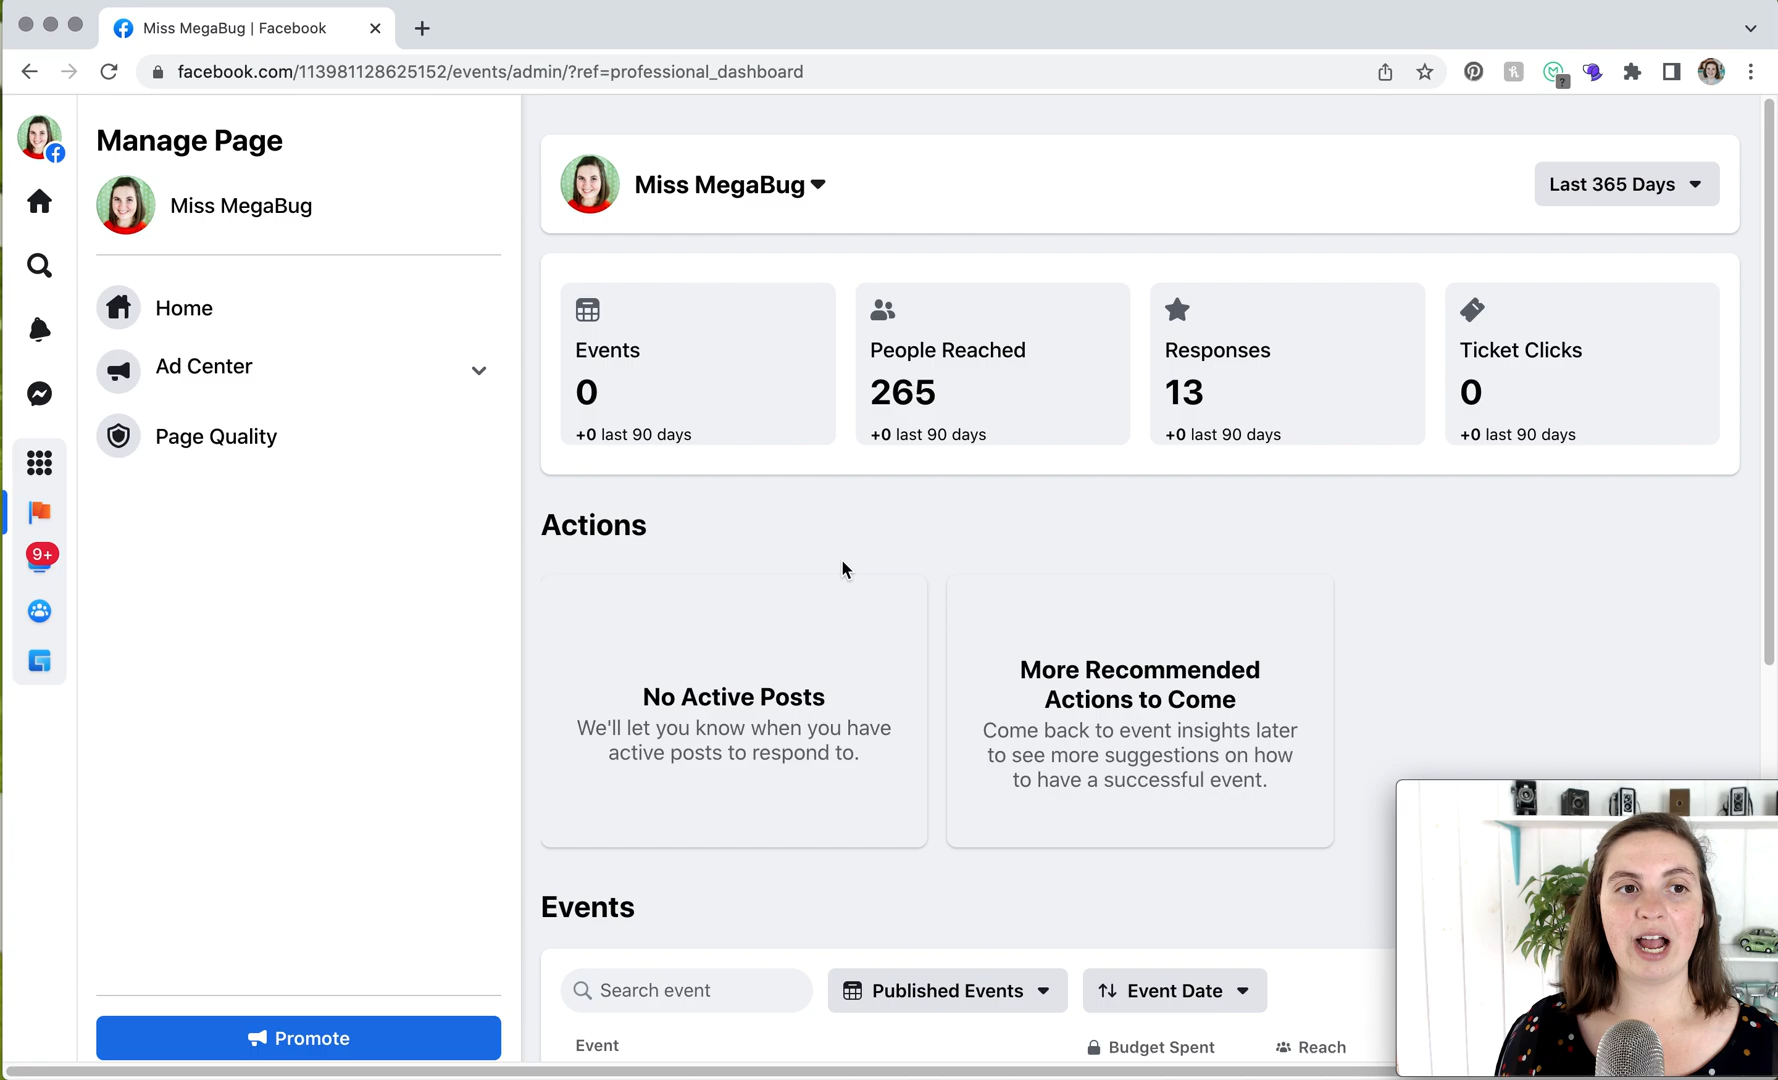 Miss MegaBug | Facebook
facebook.com/113981128625152/events/admin/?ref=professional_dashboard
Manage Page
Miss MegaBug
Home
Ad Center
Page Quality
9+
Promote
Miss MegaBug
Last 365 Days
Events
0
+0 last 90 days
People Reached
265
+0 last 90 days
Responses
13
+0 last 90 days
Ticket Clicks
0
+0 last 90 days
Actions
No Active Posts
We'll let you know when you have
active posts to respond to.
More Recommended
Actions to Come
Come back to event insights later
to see more suggestions on how
to have a successful event.
Events
Search event
Published Events
Event Date
Event
Budget Spent
Reach